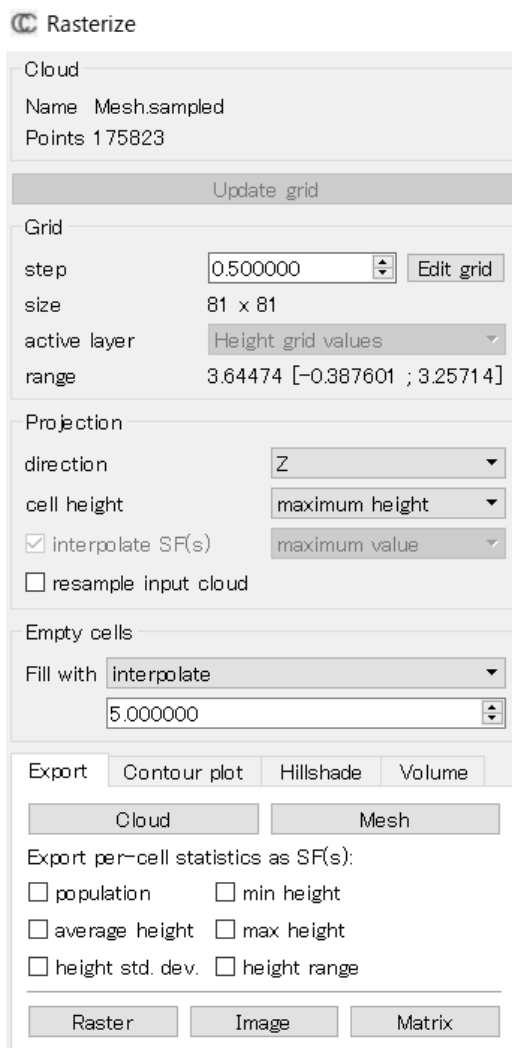 Rasterize
Cloud
Name Mesh.sampled
Points 175823
Update grid
Grid
step 0.500000 Edit grid
size 81 x 81
active layer Height grid values
range 3.64474 [-0.387601 ; 3.25714]
Projection
direction Z
cell height maximum height
interpolate SF(s) maximum value
resample input cloud
Empty cells
Fill with interpolate
5.000000
Export Contour plot Hillshade Volume
Cloud Mesh
Export per-cell statistics as SF(s):
population min height
average height max height
height std. dev. height range
Raster Image Matrix